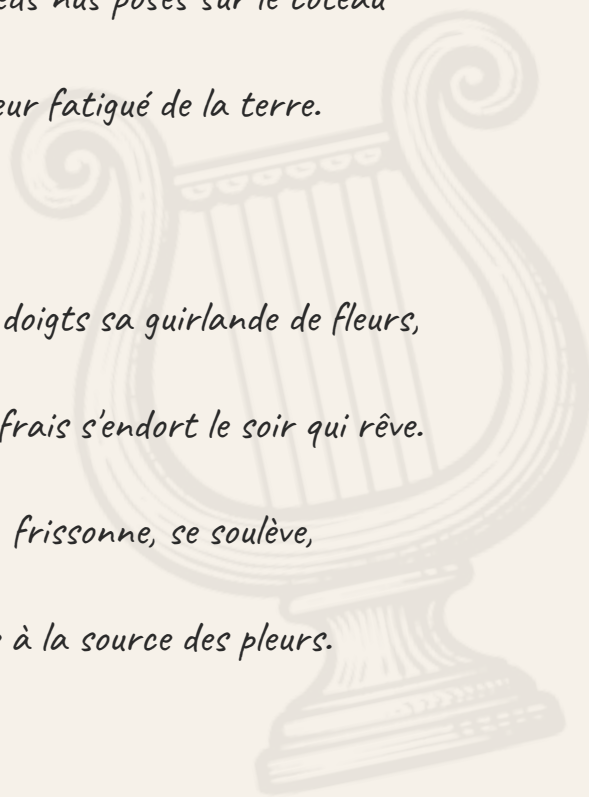 nus posés sur le coteau
fatigué de la terre.
doigts sa guirlande de fleurs,
frais s'endort le soir qui rêve.
frissonne, se soulève,
à la source des pleurs.